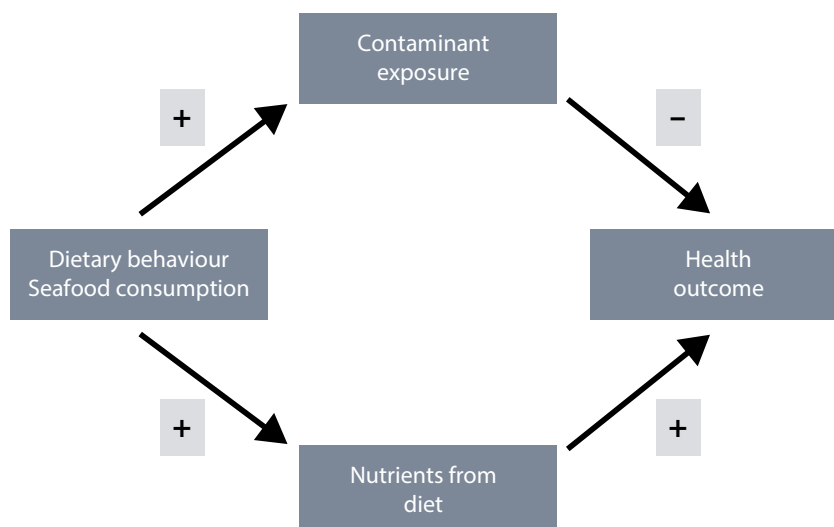 Contaminant
exposure
+
–
Dietary behaviour
Seafood consumption
Health
outcome
+
+
Nutrients from
diet